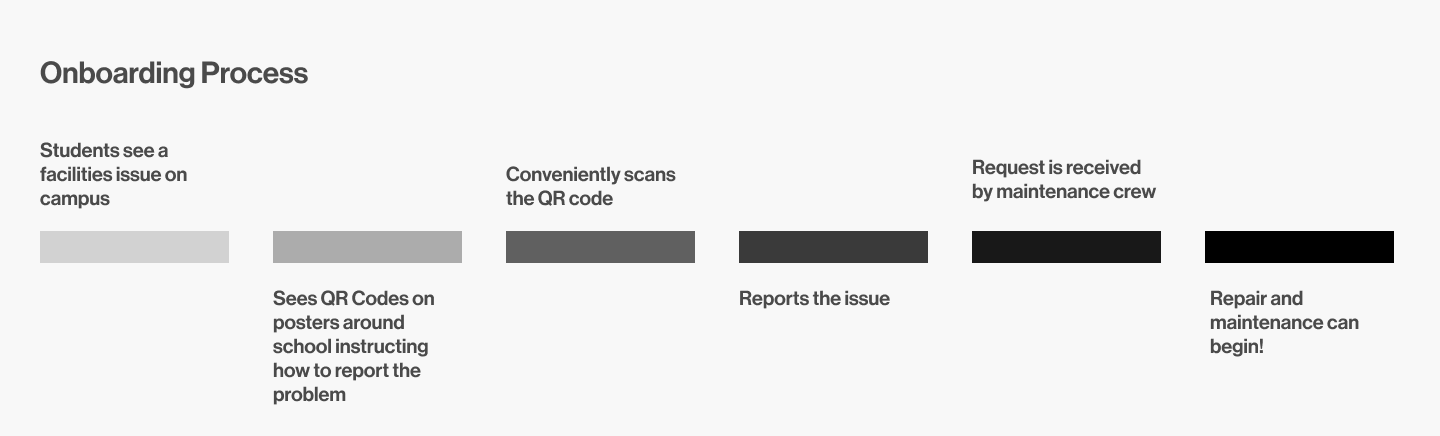 Onboarding Process
Students see a
facilities issue on
campus
Sees QR Codes on
posters around
school instructing
how to report the
problem
Conveniently scans
the QR code
Reports the issue
Request is received
by maintenance crew
Repair and
maintenance can
begin!